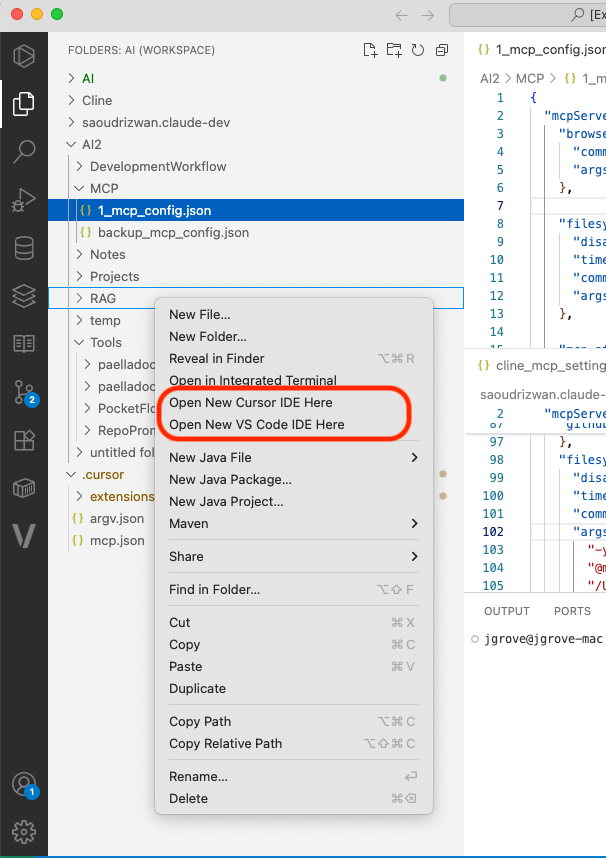 [Ex
FOLDERS: AI (WORKSPACE)
AI
Cline
saoudrizwan.claude-dev
AI2
DevelopmentWorkflow
MCP
{} 1_mcp_config.json
{} backup_mcp_config.json
Notes
Projects
RAG
temp
Tools
paelladoc
paelladoc
PocketFlo
RepoProm
untitled fol
.cursor
extensions
{} argv.json
{} mcp.json
2
1
New File...
New Folder...
Reveal in Finder ⌥⌘R
Open in Integrated Terminal
Open New Cursor IDE Here
Open New VS Code IDE Here
New Java File
New Java Package...
New Java Project...
Maven
Share
Find in Folder... ⌥⇧F
Cut ⌘X
Copy ⌘C
Paste ⌘V
Duplicate
Copy Path ⌥⌘C
Copy Relative Path ⌥⇧⌘C
Rename...
Delete
{} 1_mcp_config.json
AI2 > MCP > {} 1
1 {
2 "mcpServe
3 "browse
4 "comm
5 "args
6 },
7
8 "filesy
9 "disa
10 "time
11 "comm
12 "args
13 },
14
{} cline_mcp_setting
saoudrizwan.claude-
2 "mcpServe
97 },
98 "filesy
99 "disa
100 "time
101 "comm
102 "args
103 "-y
104 "@m
105 "/U
OUTPUT PORTS
jgrove@jgrove-mac